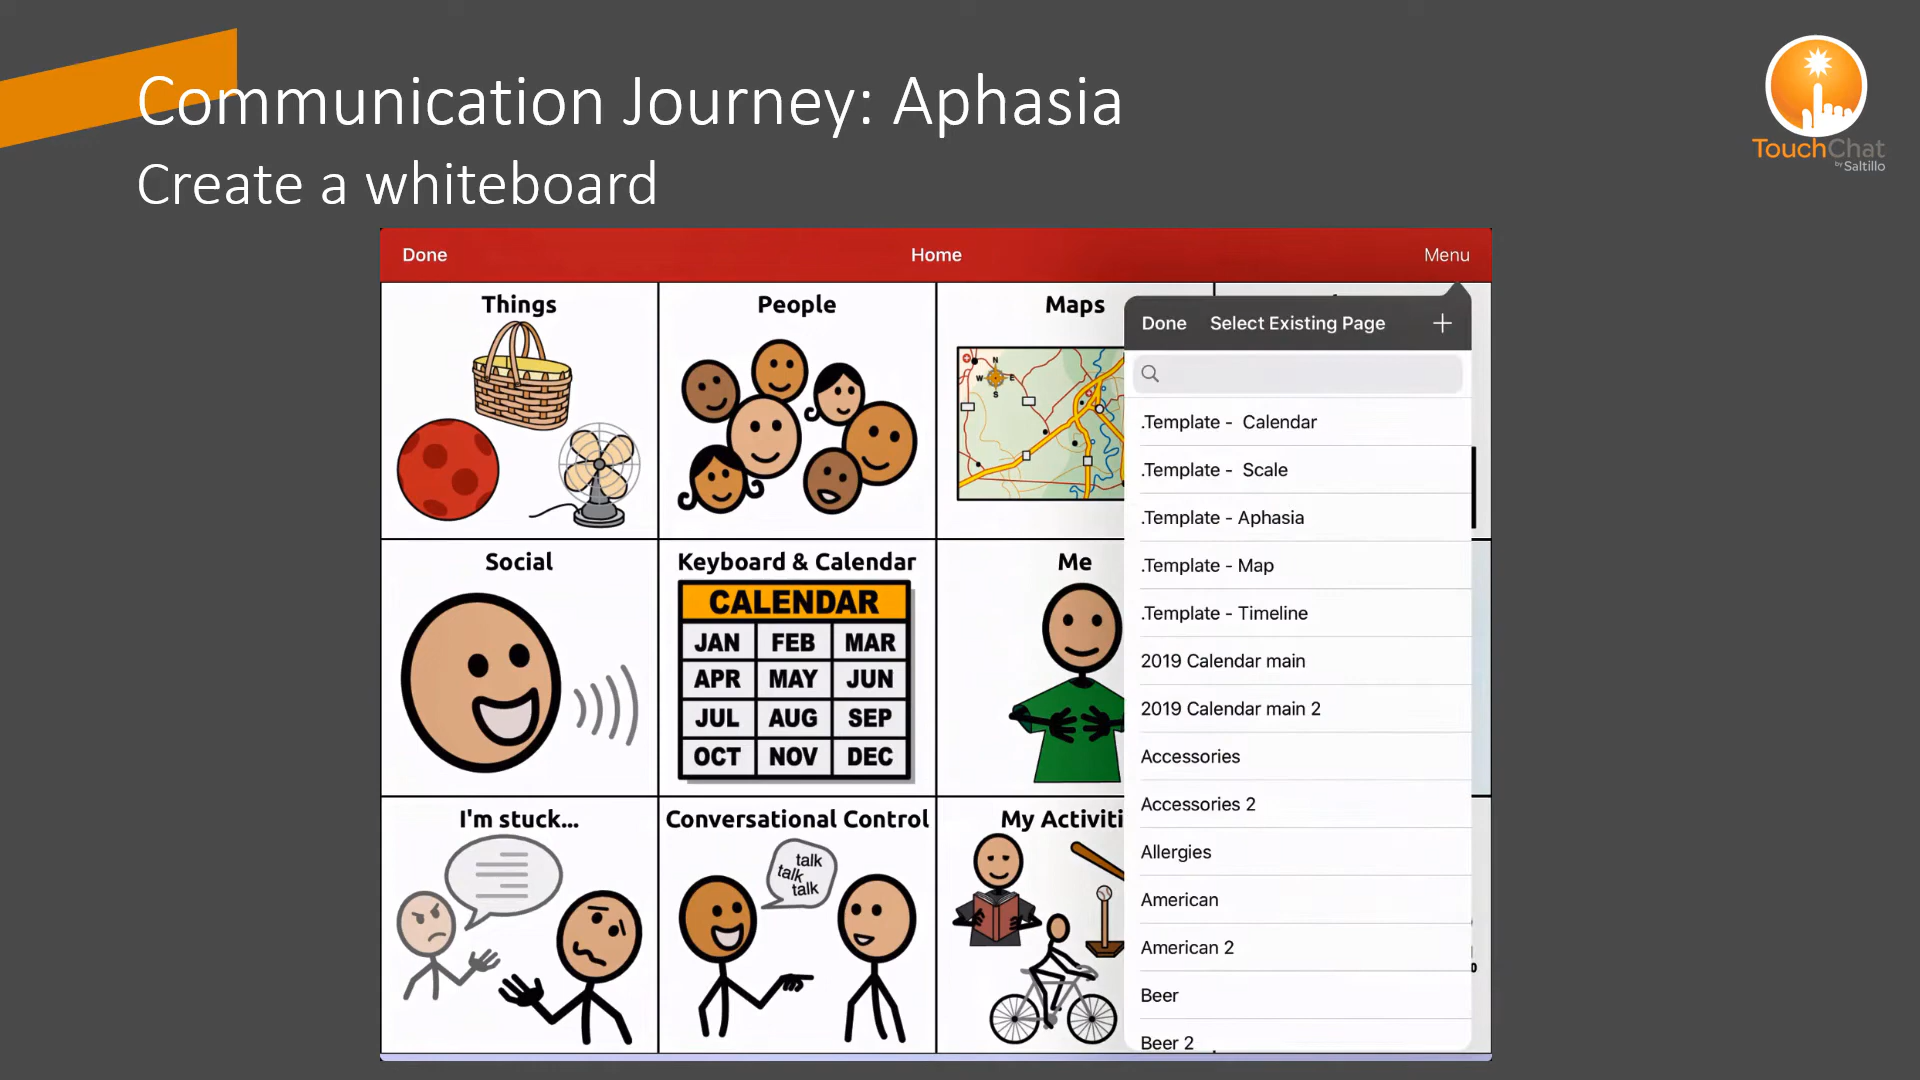 Communication Journey: Aphasia
Create a whiteboard
TouchChat
by Saltillo
Done
Home
Menu
Things
People
Maps
N
W
E
S
Done
Select Existing Page
+
.Template - Calendar
.Template - Scale
.Template - Aphasia
.Template - Map
.Template - Timeline
2019 Calendar main
2019 Calendar main 2
Accessories
Accessories 2
Allergies
American
American 2
Beer
Beer 2
Social
Keyboard & Calendar
Me
CALENDAR
JAN FEB MAR
APR MAY JUN
JUL AUG SEP
OCT NOV DEC
I'm stuck...
Conversational Control
My Activiti
talk
talk
talk